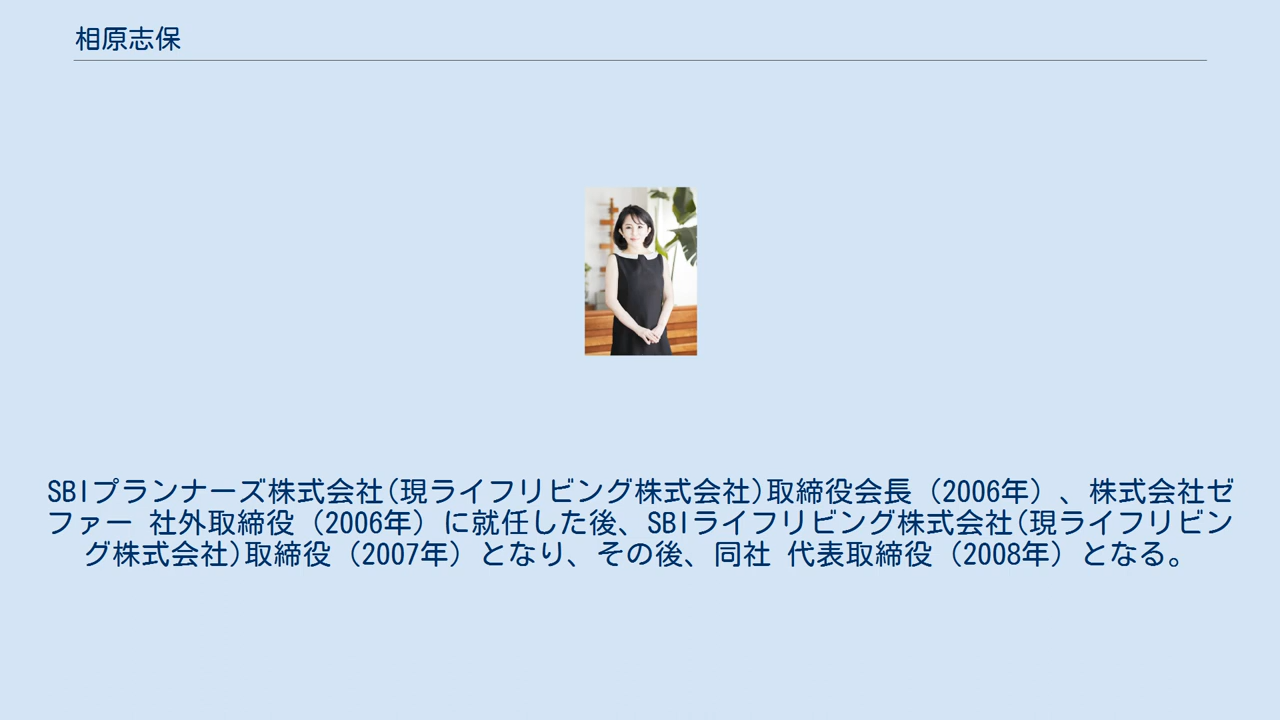 相原志保
SBIプランナーズ株式会社(現ライフリビング株式会社)取締役会長（2006年）、株式会社ゼ
ファー 社外取締役（2006年）に就任した後、SBIライフリビング株式会社(現ライフリビン
グ株式会社)取締役（2007年）となり、その後、同社 代表取締役（2008年）となる。